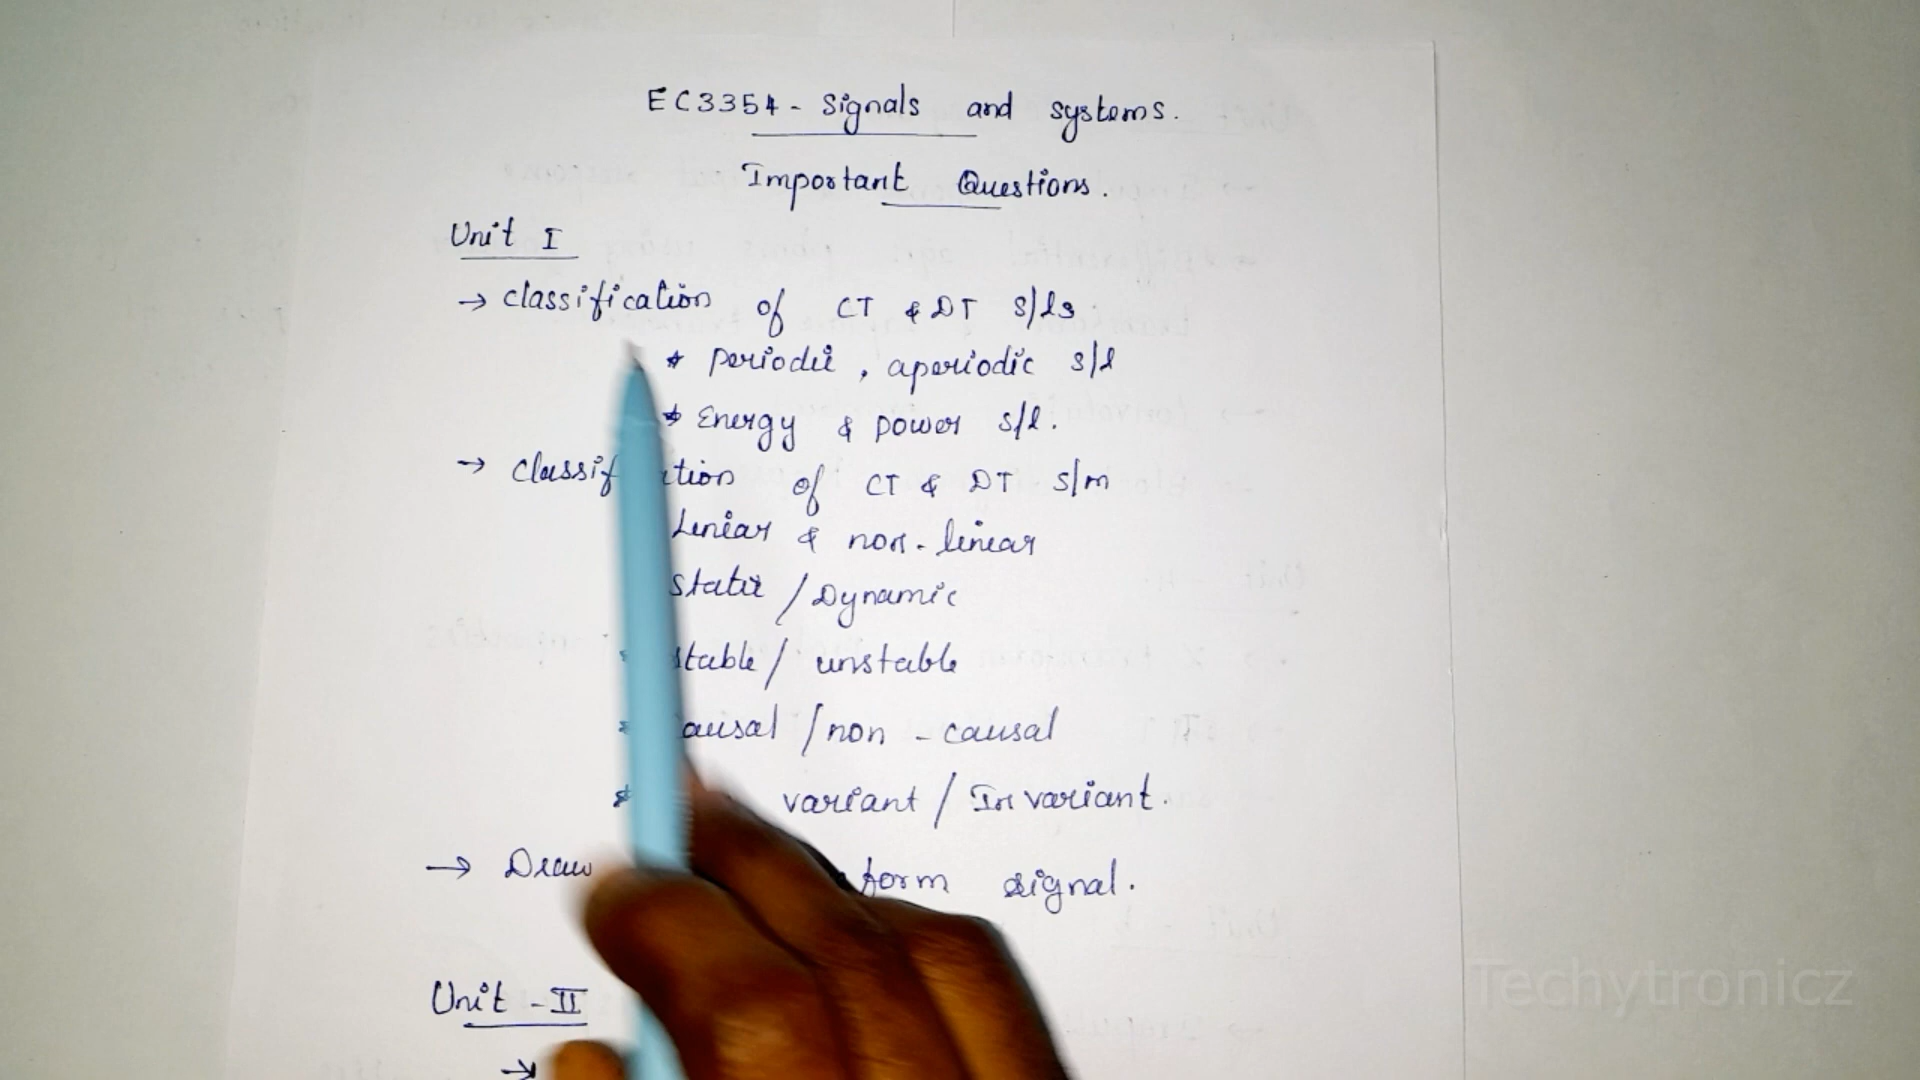 EC3354 - Signals and systems.
Important Questions.
Unit I
→ classification of CT & DT s/ls
* periodic, aperiodic s/l
* Energy & power s/l.
→ classif tion of CT & DT s/m
Linear & non-linear
static / Dynamic
stable / unstable
* ausal / non - causal
* variant / Invariant.
→ Draw form signal.
Unit - II
→
Techytronicz